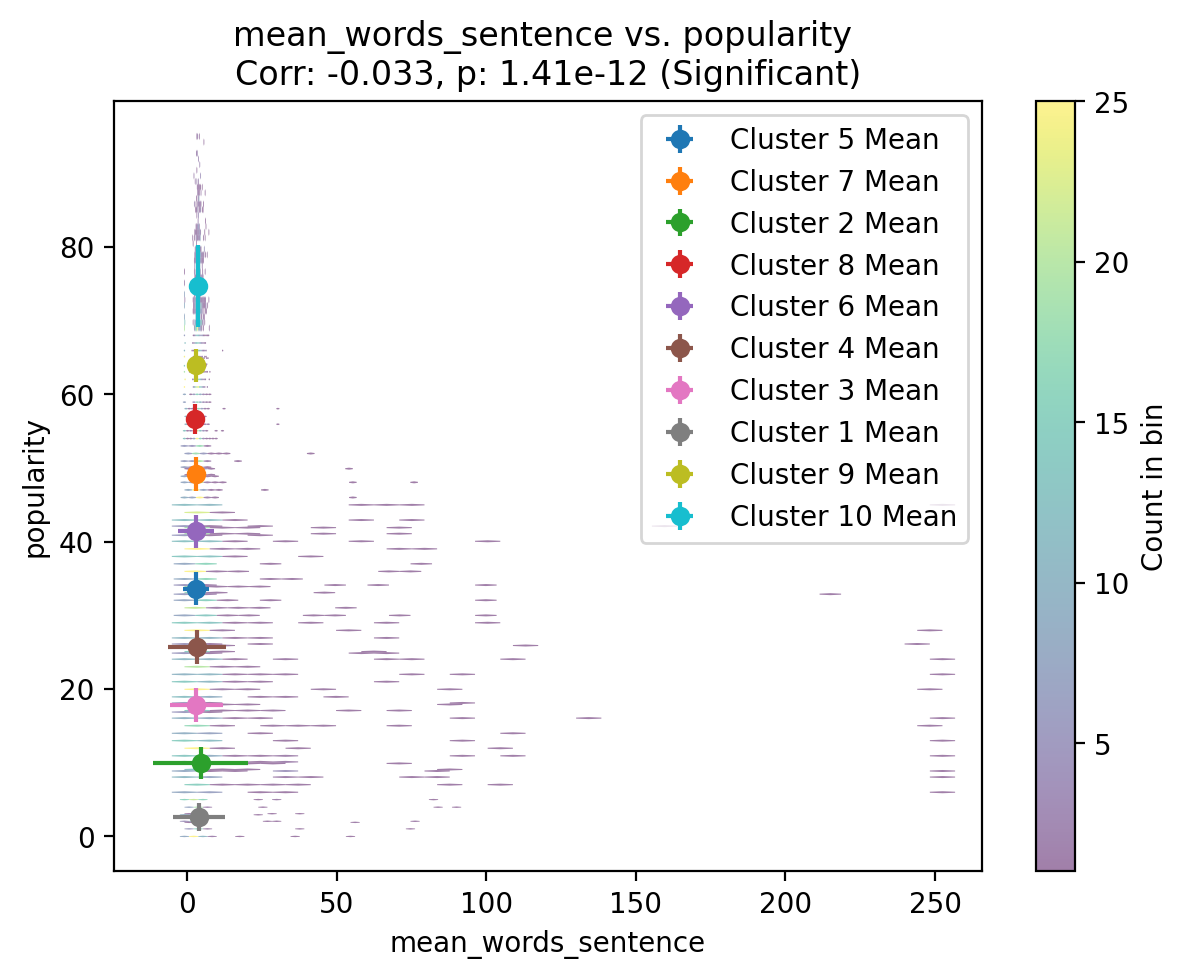 mean_words_sentence vs. popularity
Corr: -0.033, p: 1.41e-12 (Significant)
Cluster 5 Mean
Cluster 7 Mean
Cluster 2 Mean
Cluster 8 Mean
Cluster 6 Mean
Cluster 4 Mean
Cluster 3 Mean
Cluster 1 Mean
Cluster 9 Mean
Cluster 10 Mean
popularity
80
60
40
20
0
0 50 100 150 200 250
mean_words_sentence
25
20
15
10
5
Count in bin